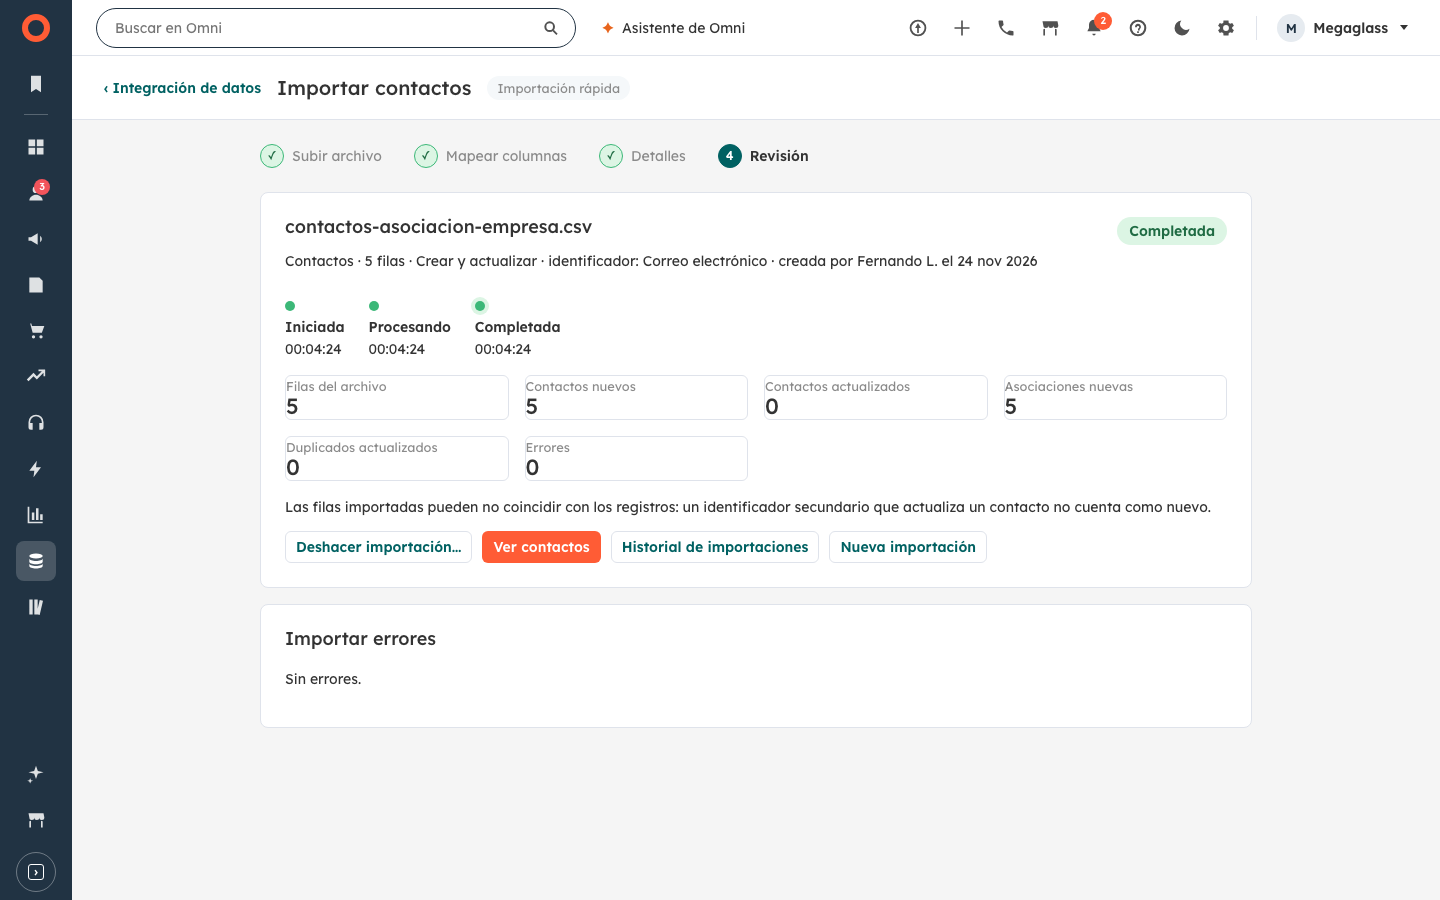 Buscar en Omni
Asistente de Omni
2
M
Megaglass
‹ Integración de datos
Importar contactos
Importación rápida
3
✓ Subir archivo
✓ Mapear columnas
✓ Detalles
4 Revisión
contactos-asociacion-empresa.csv
Completada
Contactos · 5 filas · Crear y actualizar · identificador: Correo electrónico · creada por Fernando L. el 24 nov 2026
Iniciada
00:04:24
Procesando
00:04:24
Completada
00:04:24
Filas del archivo
5
Contactos nuevos
5
Contactos actualizados
0
Asociaciones nuevas
5
Duplicados actualizados
0
Errores
0
Las filas importadas pueden no coincidir con los registros: un identificador secundario que actualiza un contacto no cuenta como nuevo.
Deshacer importación...
Ver contactos
Historial de importaciones
Nueva importación
Importar errores
Sin errores.